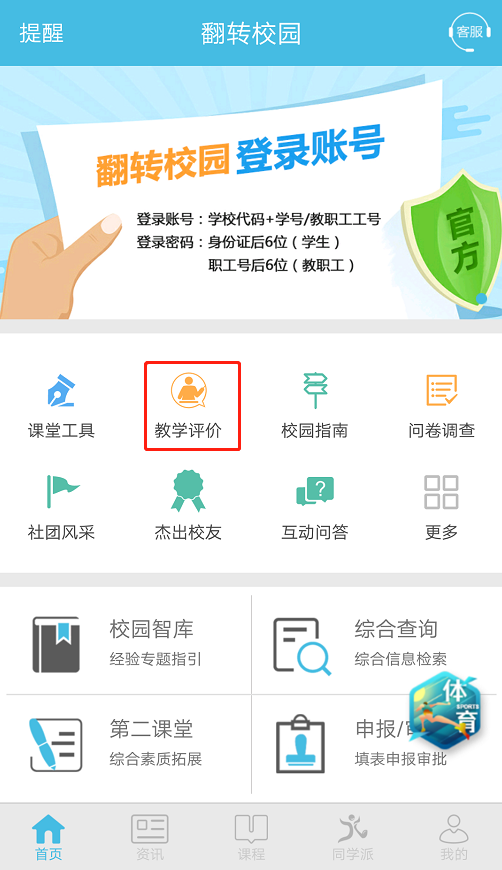 提醒
翻转校园
客服
翻转校园 登录账号
登录账号：学校代码+学号/教职工工号
登录密码：身份证后6位（学生）
职工号后6位（教职工）
官方
课堂工具
教学评价
校园指南
问卷调查
社团风采
杰出校友
互动问答
更多
校园智库
经验专题指引
综合查询
综合信息检索
第二课堂
综合素质拓展
申报/
填表申报审批
体育
SPORTS
首页
资讯
课程
同学派
我的